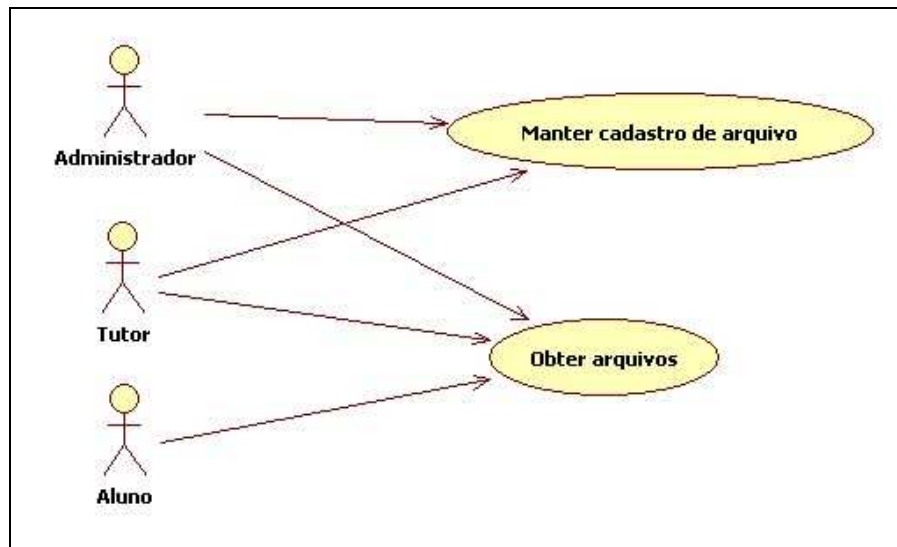 Administrador
Manter cadastro de arquivo
Tutor
Obter arquivos
Aluno